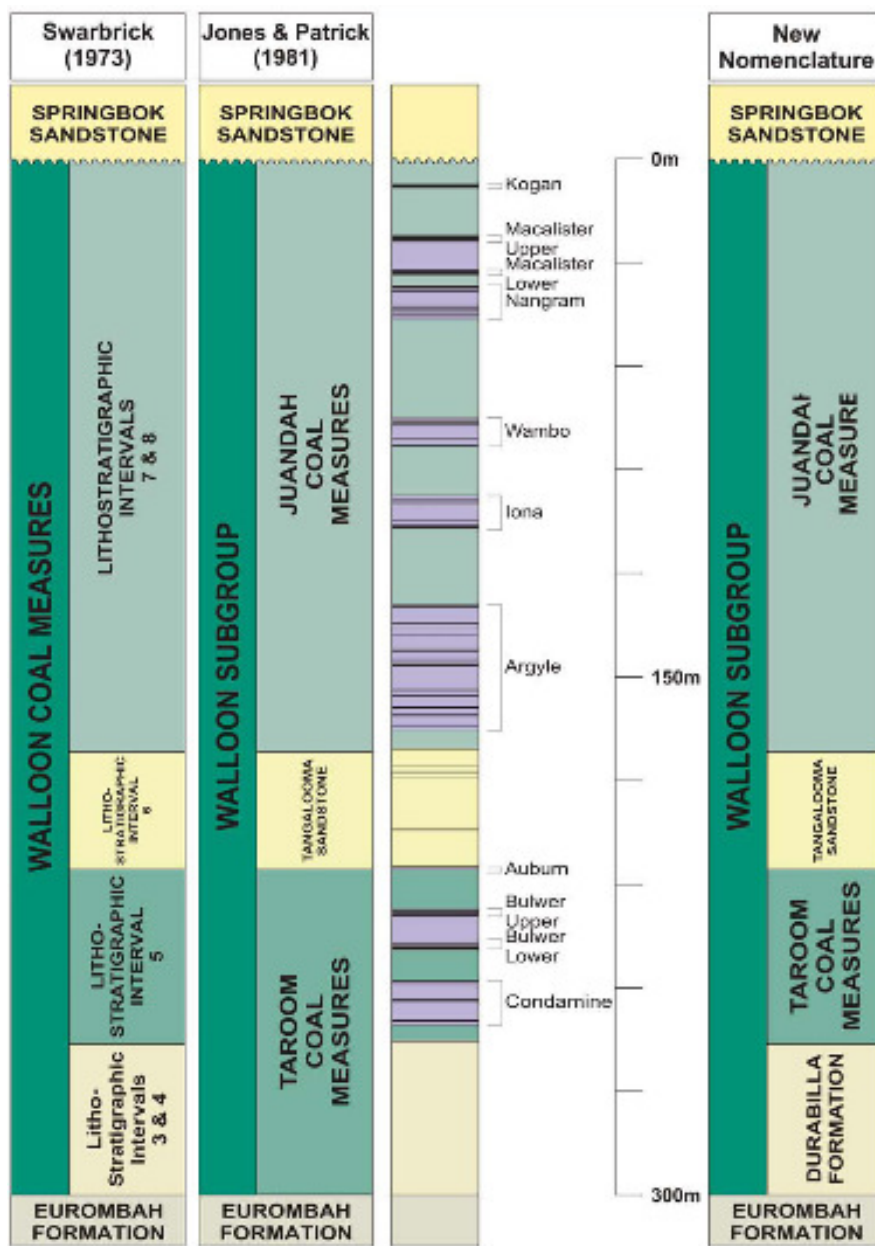 Swarbrick
(1973)
Jones & Patrick
(1981)
New
Nomenclature
SPRINGBOK
SANDSTONE
SPRINGBOK
SANDSTONE
SPRINGBOK
SANDSTONE
WALLOON COAL MEASURES
LITHOSTRATIGRAPHIC
INTERVALS
7 & 8
LITHO-
STRATIGRAPHIC
INTERVAL
6
LITHO-
STRATIGRAPHIC
INTERVAL
5
Litho-
Stratigraphic
Intervals
3 & 4
EUROMBAH
FORMATION
WALLOON SUBGROUP
JUANDAH
COAL
MEASURES
TANGALOOMA
SANDSTONE
TAROOM
COAL
MEASURES
EUROMBAH
FORMATION
Kogan
Macalister
Upper
Macalister
Lower
Nangram
Wambo
Iona
Argyle
Auburn
Bulwer
Upper
Bulwer
Lower
Condamine
0m
150m
300m
WALLOON SUBGROUP
JUANDAH
COAL
MEASURE
TANGALOOMA
SANDSTONE
TAROOM
COAL
MEASURES
DURABILLA
FORMATION
EUROMBAH
FORMATION